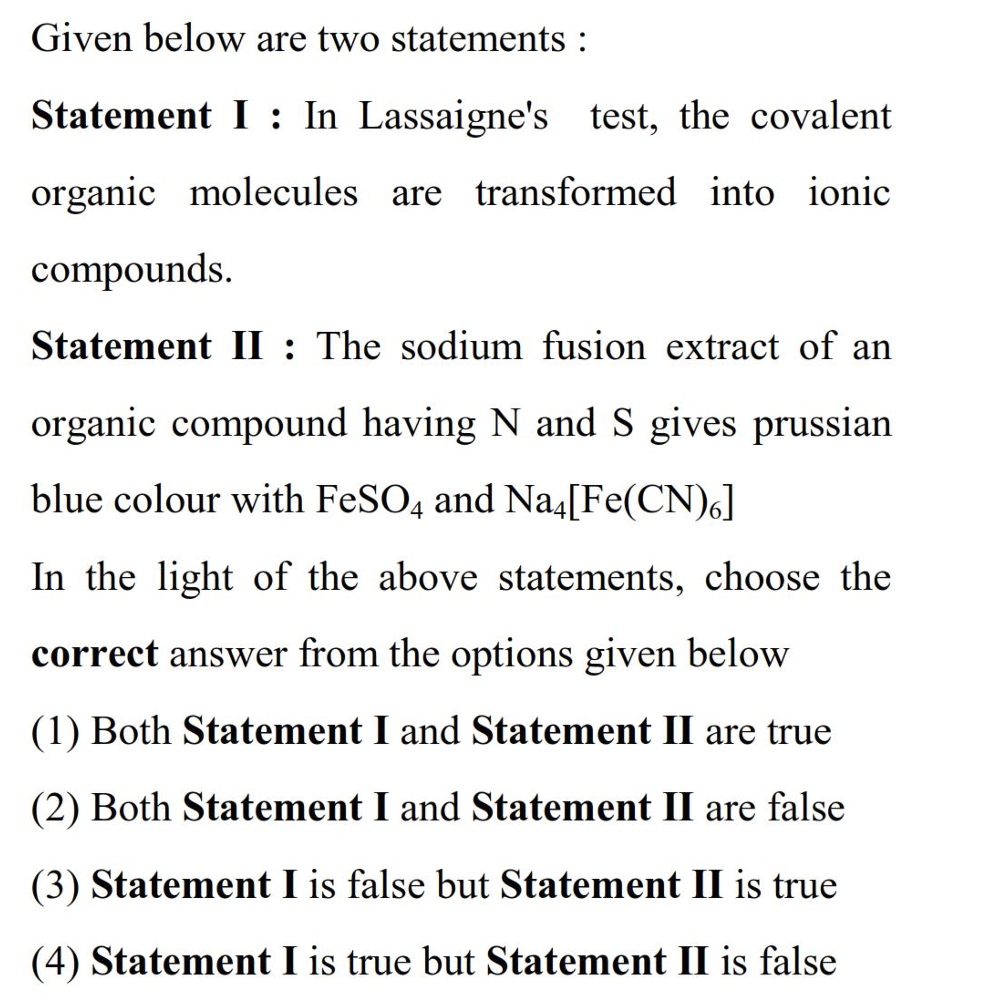 Given below are two statements :
Statement I : In Lassaigne's test, the covalent
organic molecules are transformed into ionic
compounds.
Statement II : The sodium fusion extract of an
organic compound having N and S gives prussian
blue colour with FeSO₄ and Na₄[Fe(CN)₆]
In the light of the above statements, choose the
correct answer from the options given below
(1) Both Statement I and Statement II are true
(2) Both Statement I and Statement II are false
(3) Statement I is false but Statement II is true
(4) Statement I is true but Statement II is false